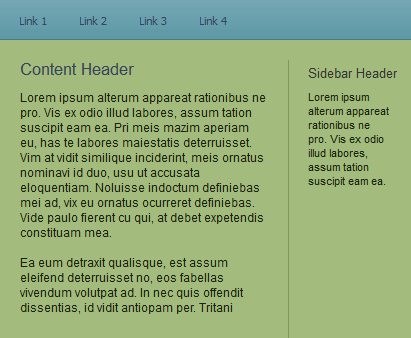 Link 1 Link 2 Link 3 Link 4
Content Header
Lorem ipsum alterum appareat rationibus ne
pro. Vis ex odio illud labores, assum tation
suscipit eam ea. Pri meis mazim aperiam
eu, has te labores maiestatis deterruisset.
Vim at vidit similique inciderint, meis ornatus
nominavi id duo, usu ut accusata
eloquentiam. Noluisse indoctum definiebas
mei ad, vix eu ornatus ocurreret definiebas.
Vide paulo fierent cu qui, at debet expetendis
constituam mea.
Ea eum detraxit qualisque, est assum
eleifend deterruisset no, eos fabellas
vivendum volutpat ad. In nec quis offendit
dissentias, id vidit antiopam per. Tritani
Sidebar Header
Lorem ipsum
alterum appareat
rationibus ne
pro. Vis ex odio
illud labores,
assum tation
suscipit eam ea.